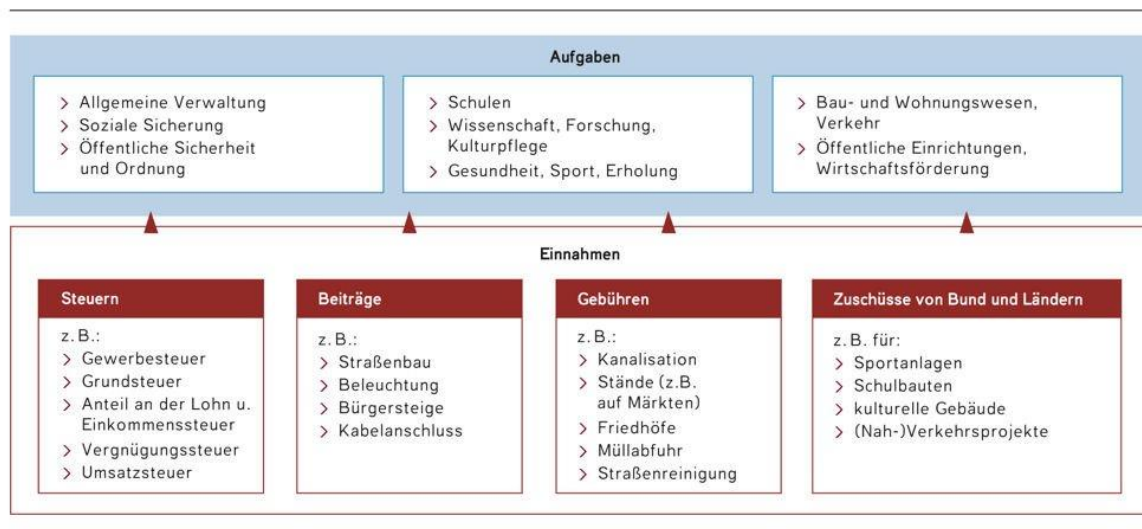 Aufgaben
Allgemeine Verwaltung
Soziale Sicherung
Öffentliche Sicherheit
und Ordnung
Schulen
Wissenschaft, Forschung,
Kulturpflege
Gesundheit, Sport, Erholung
Bau- und Wohnungswesen,
Verkehr
Öffentliche Einrichtungen,
Wirtschaftsförderung
Einnahmen
Steuern
z. B.:
Gewerbesteuer
Grundsteuer
Anteil an der Lohn u.
Einkommenssteuer
Vergnügungssteuer
Umsatzsteuer
Beiträge
z. B.:
Straßenbau
Beleuchtung
Bürgersteige
Kabelanschluss
Gebühren
z. B.:
Kanalisation
Stände (z.B.
auf Märkten)
Friedhöfe
Müllabfuhr
Straßenreinigung
Zuschüsse von Bund und Ländern
z. B. für:
Sportanlagen
Schulbauten
kulturelle Gebäude
(Nah-)Verkehrsprojekte